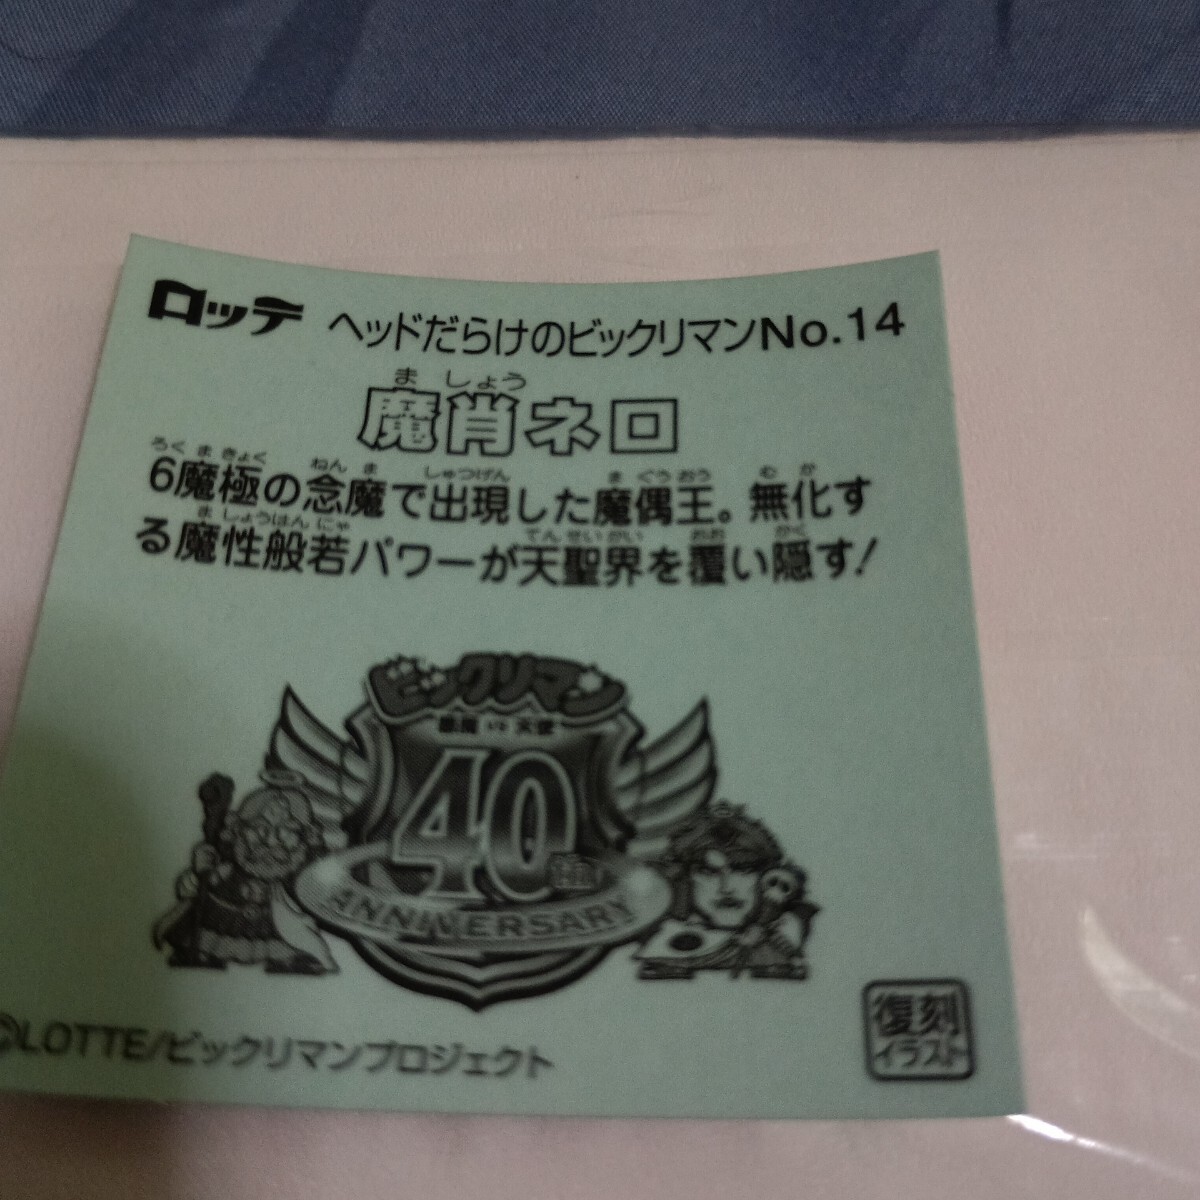 ロッテ ヘッドだらけのビックリマンNo.14
ま しょう
魔肖ネロ
ろく ま きょく ねん ま しゅつげん ま ぐう おう む か
6魔極の念魔で出現した魔偶王。無化す
ま しょうはん にゃ てん せい かい おお かく
る魔性般若パワーが天聖界を覆い隠す!
ビックリマン
悪魔 VS 天使
40th
ANNIVERSARY
復刻
イラスト
©LOTTE/ビックリマンプロジェクト